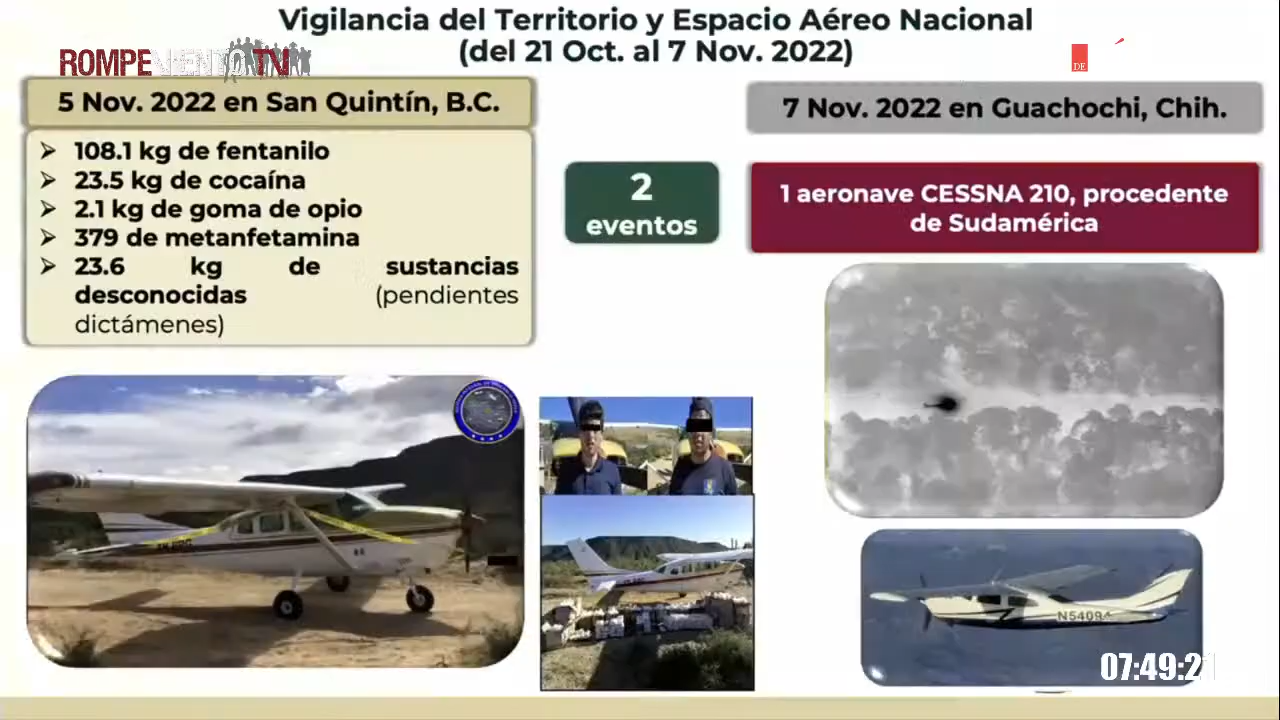 Vigilancia del Territorio y Espacio Aéreo Nacional
(del 21 Oct. al 7 Nov. 2022)
ROMPEVIENTO TV
DE
5 Nov. 2022 en San Quintín, B.C.
➢ 108.1 kg de fentanilo
➢ 23.5 kg de cocaína
➢ 2.1 kg de goma de opio
➢ 379 de metanfetamina
➢ 23.6 kg de sustancias
desconocidas (pendientes
dictámenes)
2
eventos
7 Nov. 2022 en Guachochi, Chih.
1 aeronave CESSNA 210, procedente
de Sudamérica
07:49:21